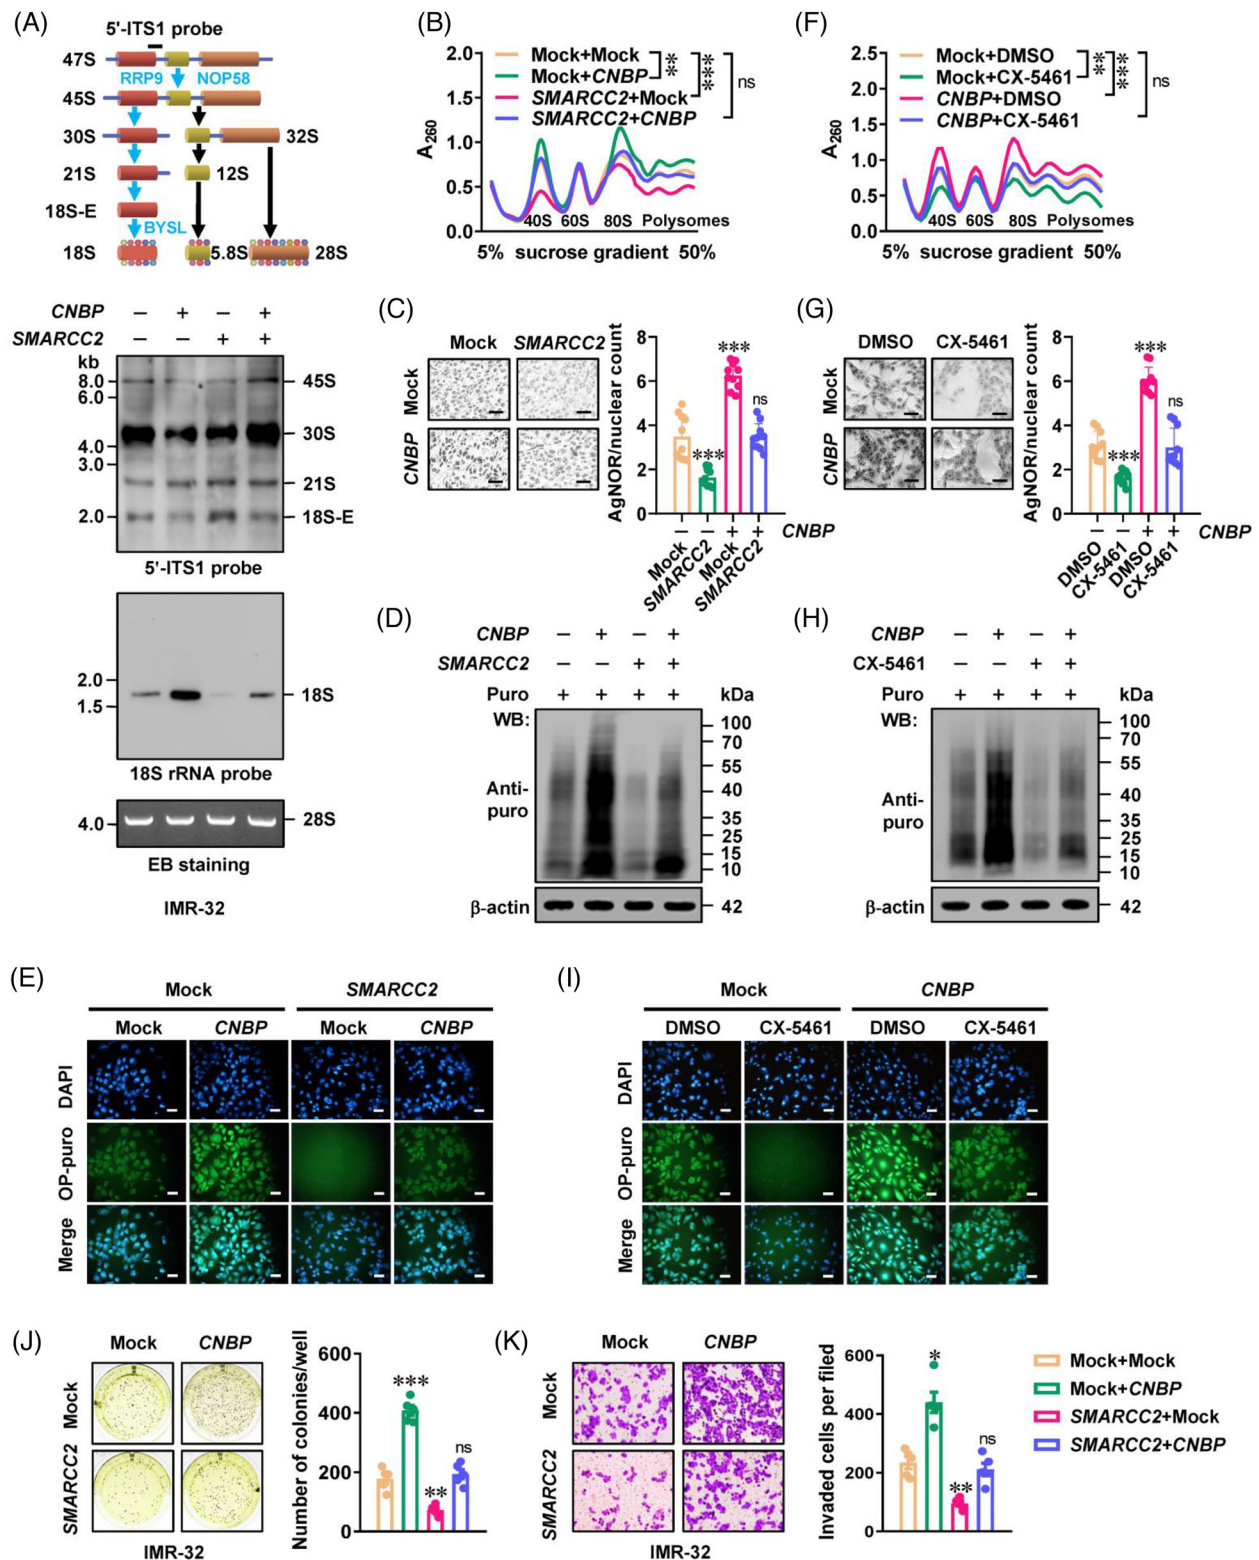 (A)
5'-ITS1 probe
47S
RRP9 NOP58
45S
30S 32S
21S 12S
18S-E
BYSL
18S 5.8S 28S
CNBP − + − +
SMARCC2 − − + +
kb
8.0 45S
6.0
30S
4.0
3.0
21S
2.0 18S-E
5'-ITS1 probe
2.0
18S
1.5
18S rRNA probe
4.0 28S
EB staining
IMR-32
(B)
2.0 Mock+Mock
Mock+CNBP **
1.5 SMARCC2+Mock ***
SMARCC2+CNBP ns
1.0
A260
0.5
40S 60S 80S Polysomes
0.0
5% sucrose gradient 50%
(F)
2.5
2.0 Mock+DMSO
Mock+CX-5461 **
CNBP+DMSO ***
1.5 CNBP+CX-5461 ns
A260
1.0
0.5
40S 60S 80S Polysomes
0.0
5% sucrose gradient 50%
(C)
Mock SMARCC2
Mock
CNBP
AgNOR/nuclear count
8
6
4
2
0
***
***
ns
− − + + CNBP
Mock
SMARCC2
Mock
SMARCC2
(G)
DMSO CX-5461
Mock
CNBP
AgNOR/nuclear count
8
6
4
2
0
***
***
ns
− − + + CNBP
DMSO
CX-5461
DMSO
CX-5461
(D)
CNBP − + − +
SMARCC2 − − + +
Puro + + + + kDa
WB:
100
70
55
Anti-
puro
40
35
25
15
10
β-actin 42
(H)
CNBP − + − +
CX-5461 − − + +
Puro + + + + kDa
WB:
100
70
55
Anti-
puro
40
35
25
15
10
β-actin 42
(E)
Mock SMARCC2
Mock CNBP Mock CNBP
DAPI
OP-puro
Merge
(I)
Mock CNBP
DMSO CX-5461 DMSO CX-5461
DAPI
OP-puro
Merge
(J)
Mock CNBP
Mock
SMARCC2
IMR-32
Number of colonies/well
600
400
200
0
***
**
ns
(K)
Mock CNBP
Mock
SMARCC2
IMR-32
Invaded cells per filed
600
400
200
0
*
**
ns
Mock+Mock
Mock+CNBP
SMARCC2+Mock
SMARCC2+CNBP